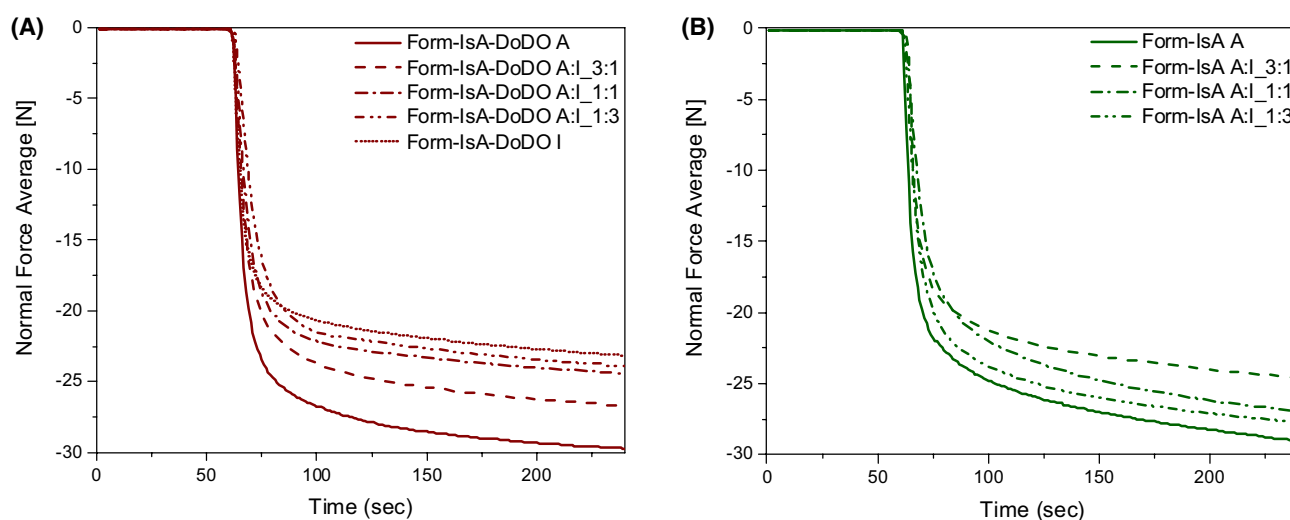 (A)
Normal Force Average [N]
0
-5
-10
-15
-20
-25
-30
Form-IsA-DoDO A
Form-IsA-DoDO A:I_3:1
Form-IsA-DoDO A:I_1:1
Form-IsA-DoDO A:I_1:3
Form-IsA-DoDO I
0
50
100
150
200
Time (sec)
(B)
Normal Force Average [N]
0
-5
-10
-15
-20
-25
-30
Form-IsA A
Form-IsA A:I_3:1
Form-IsA A:I_1:1
Form-IsA A:I_1:3
0
50
100
150
200
Time (sec)